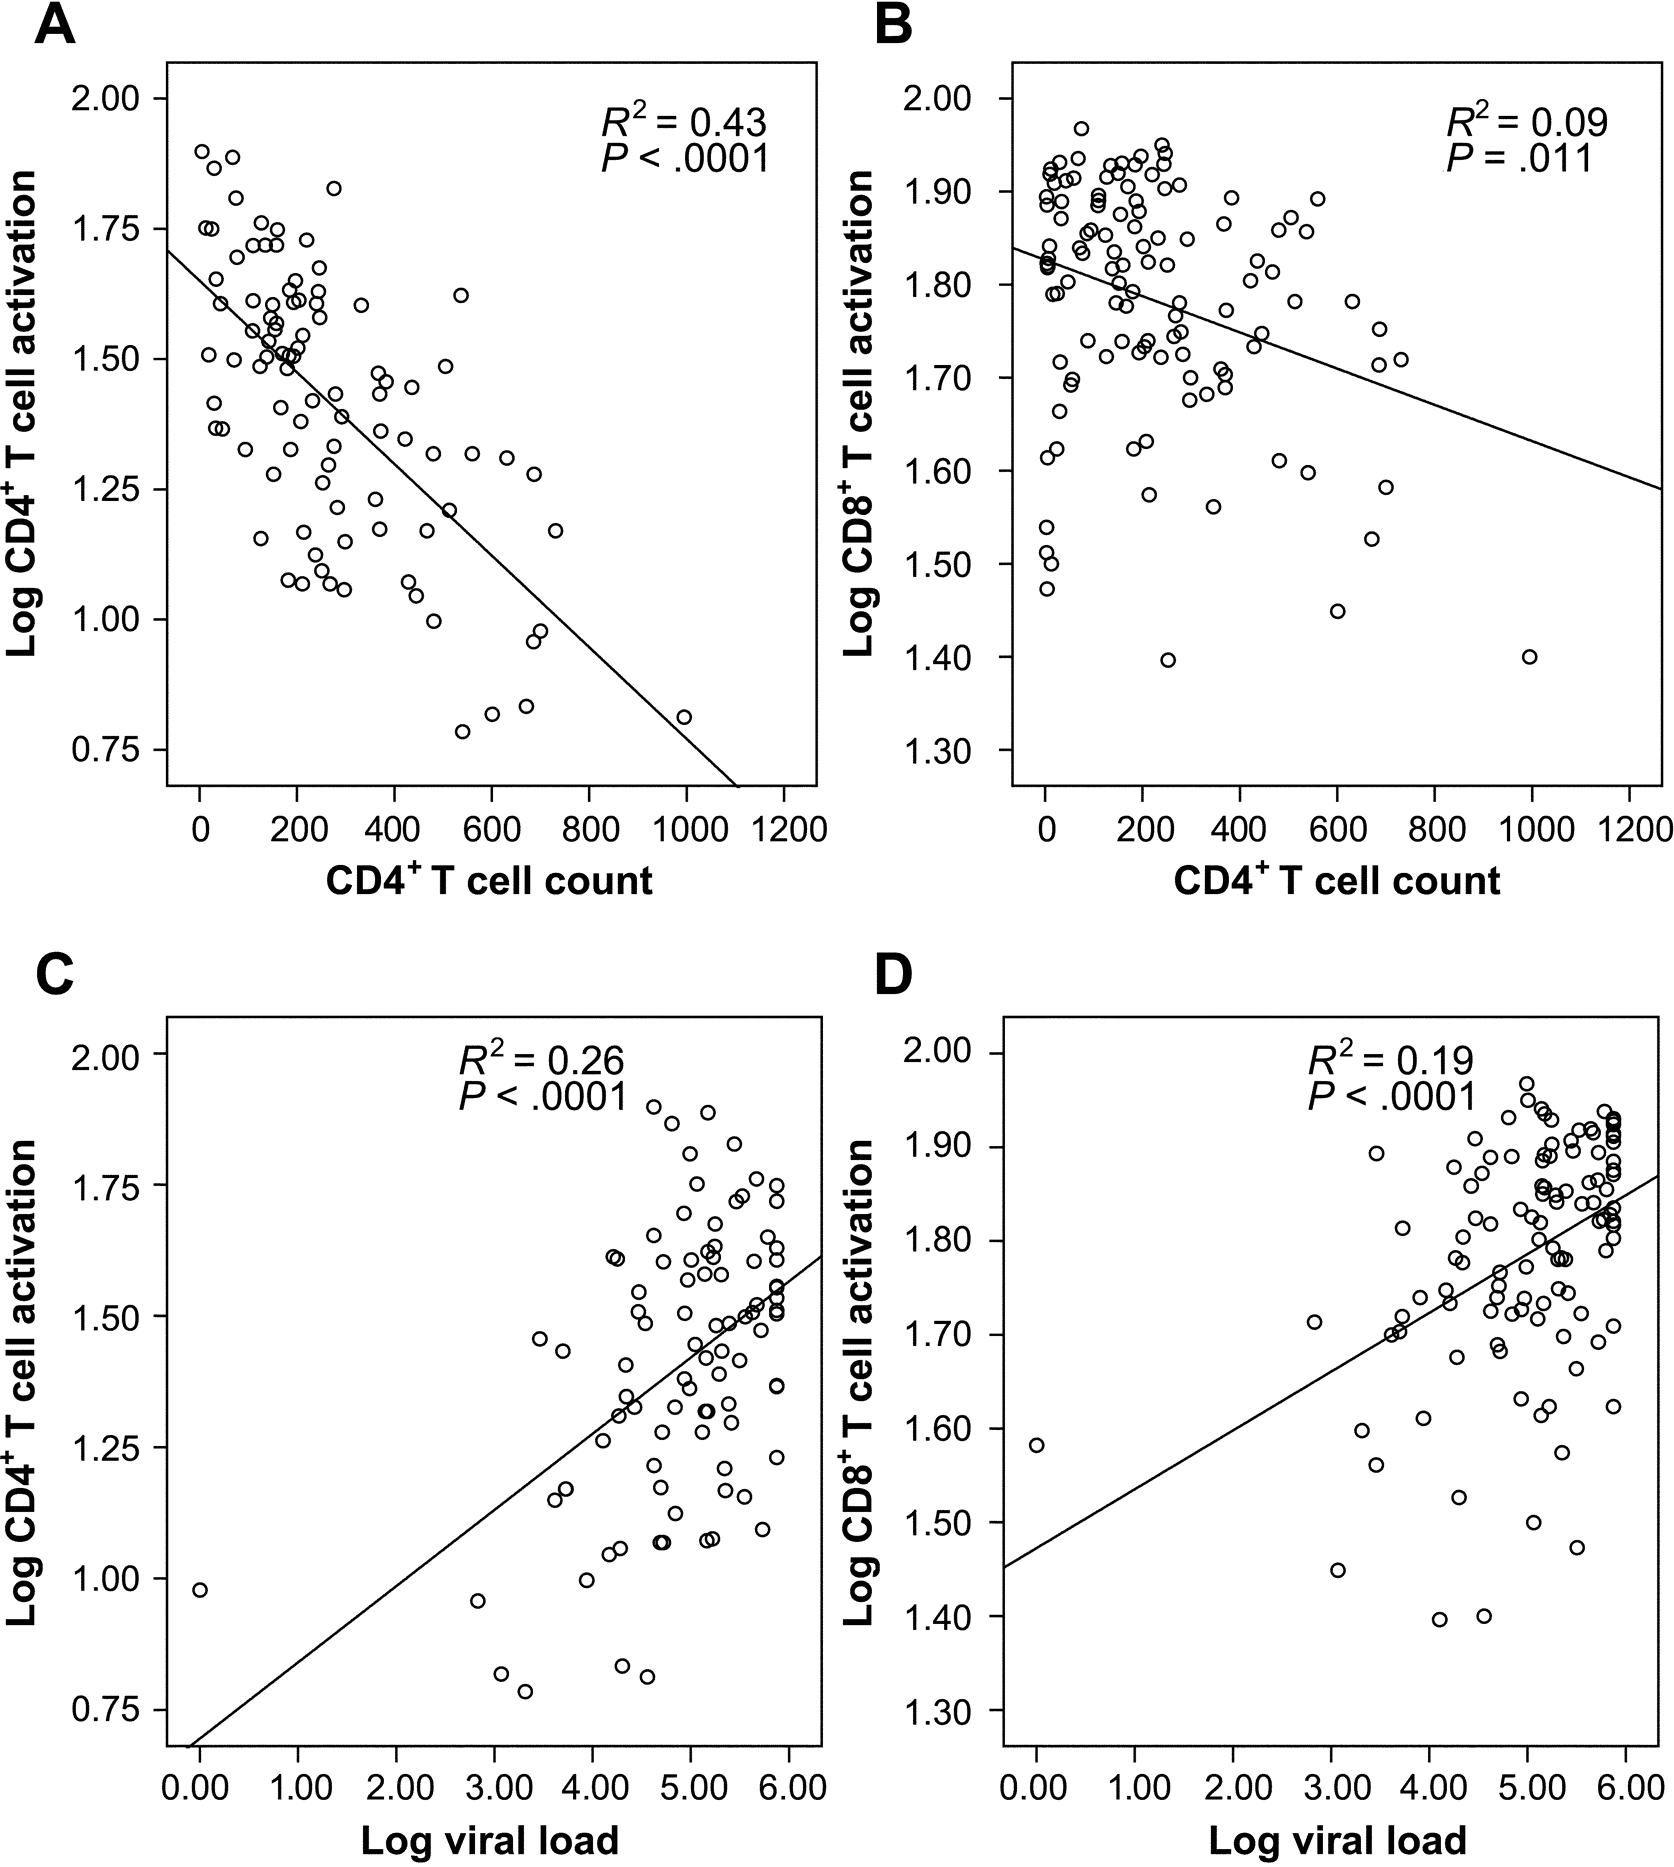 A
R² = 0.43
P < .0001
Log CD4⁺ T cell activation
2.00
1.75
1.50
1.25
1.00
0.75
0 200 400 600 800 1000 1200
CD4⁺ T cell count
B
R² = 0.09
P = .011
Log CD8⁺ T cell activation
2.00
1.90
1.80
1.70
1.60
1.50
1.40
1.30
0 200 400 600 800 1000 1200
CD4⁺ T cell count
C
R² = 0.26
P < .0001
Log CD4⁺ T cell activation
2.00
1.75
1.50
1.25
1.00
0.75
0.00 1.00 2.00 3.00 4.00 5.00 6.00
Log viral load
D
R² = 0.19
P < .0001
Log CD8⁺ T cell activation
2.00
1.90
1.80
1.70
1.60
1.50
1.40
1.30
0.00 1.00 2.00 3.00 4.00 5.00 6.00
Log viral load